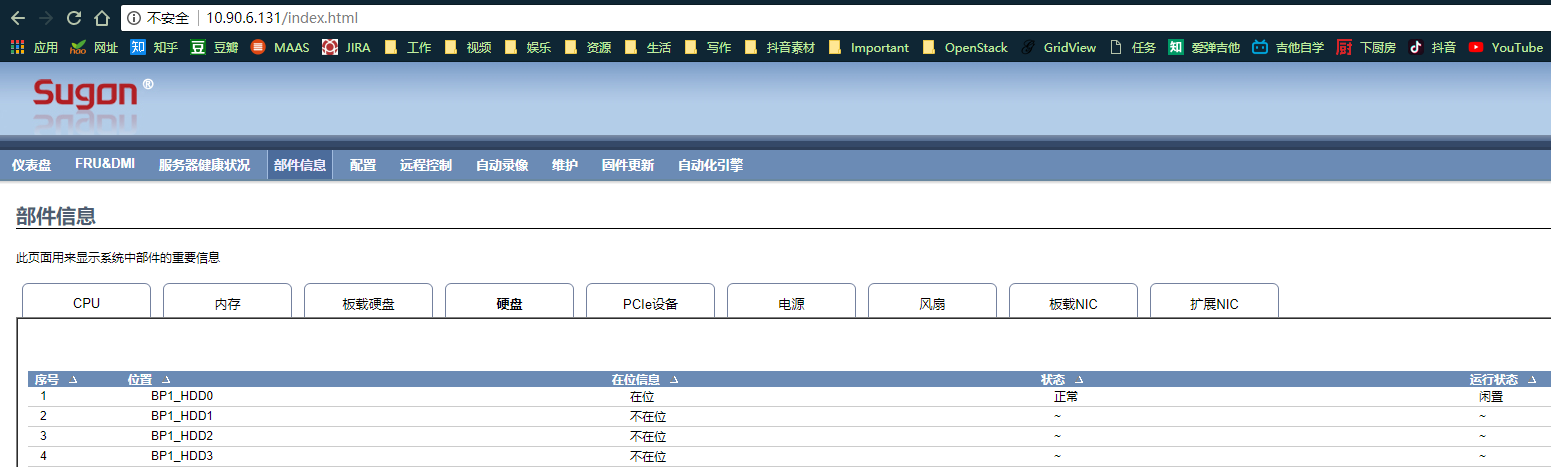 不安全 10.90.6.131/index.html
应用 hao 网址 知 知乎 豆 豆瓣 MAAS JIRA 工作 视频 娱乐 资源 生活 写作 抖音素材 Important OpenStack GridView 任务 知 爱弹吉他 吉他自学 厨 下厨房 抖音 YouTube
Sugon ®
仪表盘 FRU&DMI 服务器健康状况 部件信息 配置 远程控制 自动录像 维护 固件更新 自动化引擎
部件信息
此页面用来显示系统中部件的重要信息
CPU 内存 板载硬盘 硬盘 PCIe设备 电源 风扇 板载NIC 扩展NIC
序号 位置 在位信息 状态 运行状态
1 BP1_HDD0 在位 正常 闲置
2 BP1_HDD1 不在位 ~ ~
3 BP1_HDD2 不在位 ~ ~
4 BP1_HDD3 不在位 ~ ~